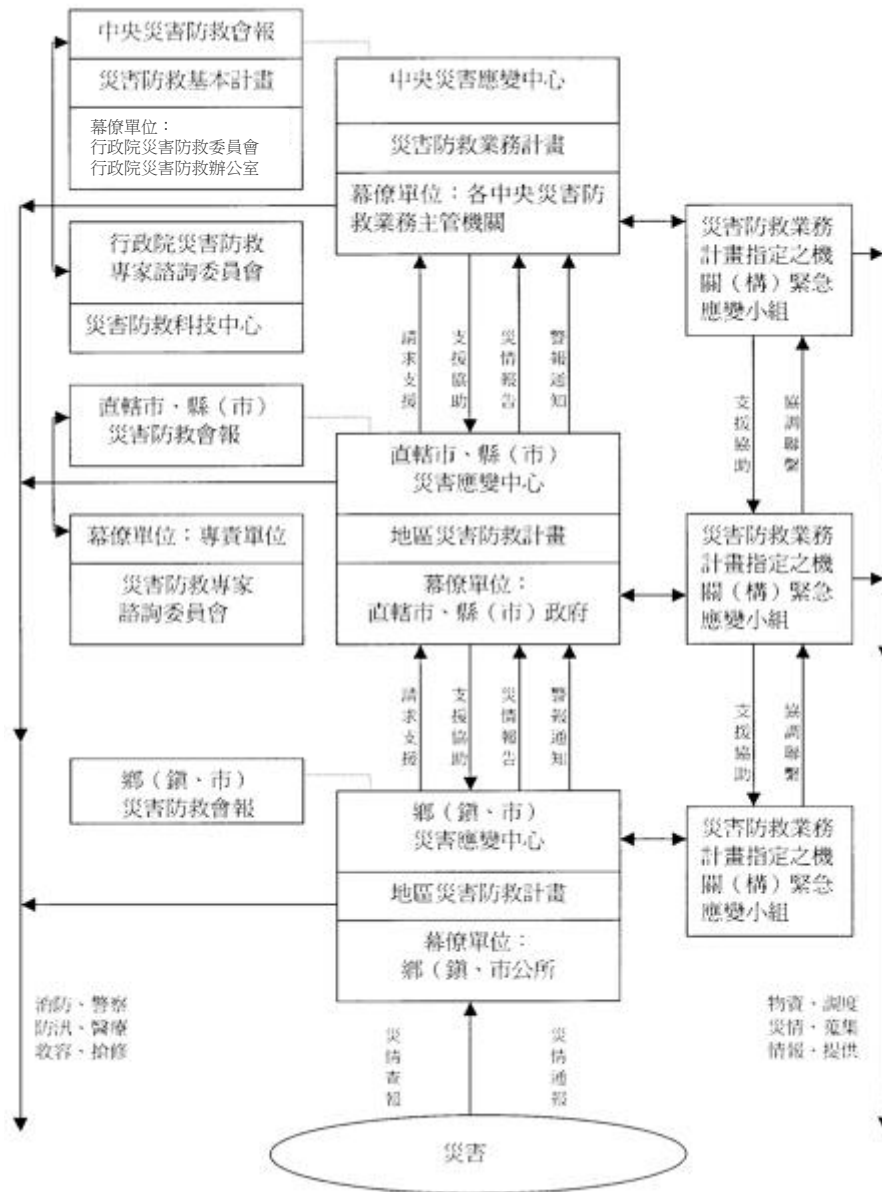 中央災害防救會報
災害防救基本計畫
幕僚單位：
行政院災害防救委員會
行政院災害防救辦公室
中央災害應變中心
災害防救業務計畫
幕僚單位：各中央災害防
救業務主管機關
災害防救業務
計畫指定之機
關（構）緊急
應變小組
行政院災害防救
專家諮詢委員會
災害防救科技中心
請求支援
支援協助
災情報告
警報通知
支援協助
協調聯繫
直轄市、縣（市）
災害防救會報
直轄市、縣（市）
災害應變中心
地區災害防救計畫
幕僚單位：
直轄市、縣（市）政府
幕僚單位：專責單位
災害防救專家
諮詢委員會
災害防救業務
計畫指定之機
關（構）緊急
應變小組
請求支援
支援協助
災情報告
警報通知
支援協助
協調聯繫
鄉（鎮、市）
災害防救會報
鄉（鎮、市）
災害應變中心
地區災害防救計畫
幕僚單位：
鄉（鎮、市公所
災害防救業務
計畫指定之機
關（構）緊急
應變小組
消防、警察
防汛、醫療
收容、搶修
災情查報
災情通報
物資、調度
災情、蒐集
情報、提供
災害